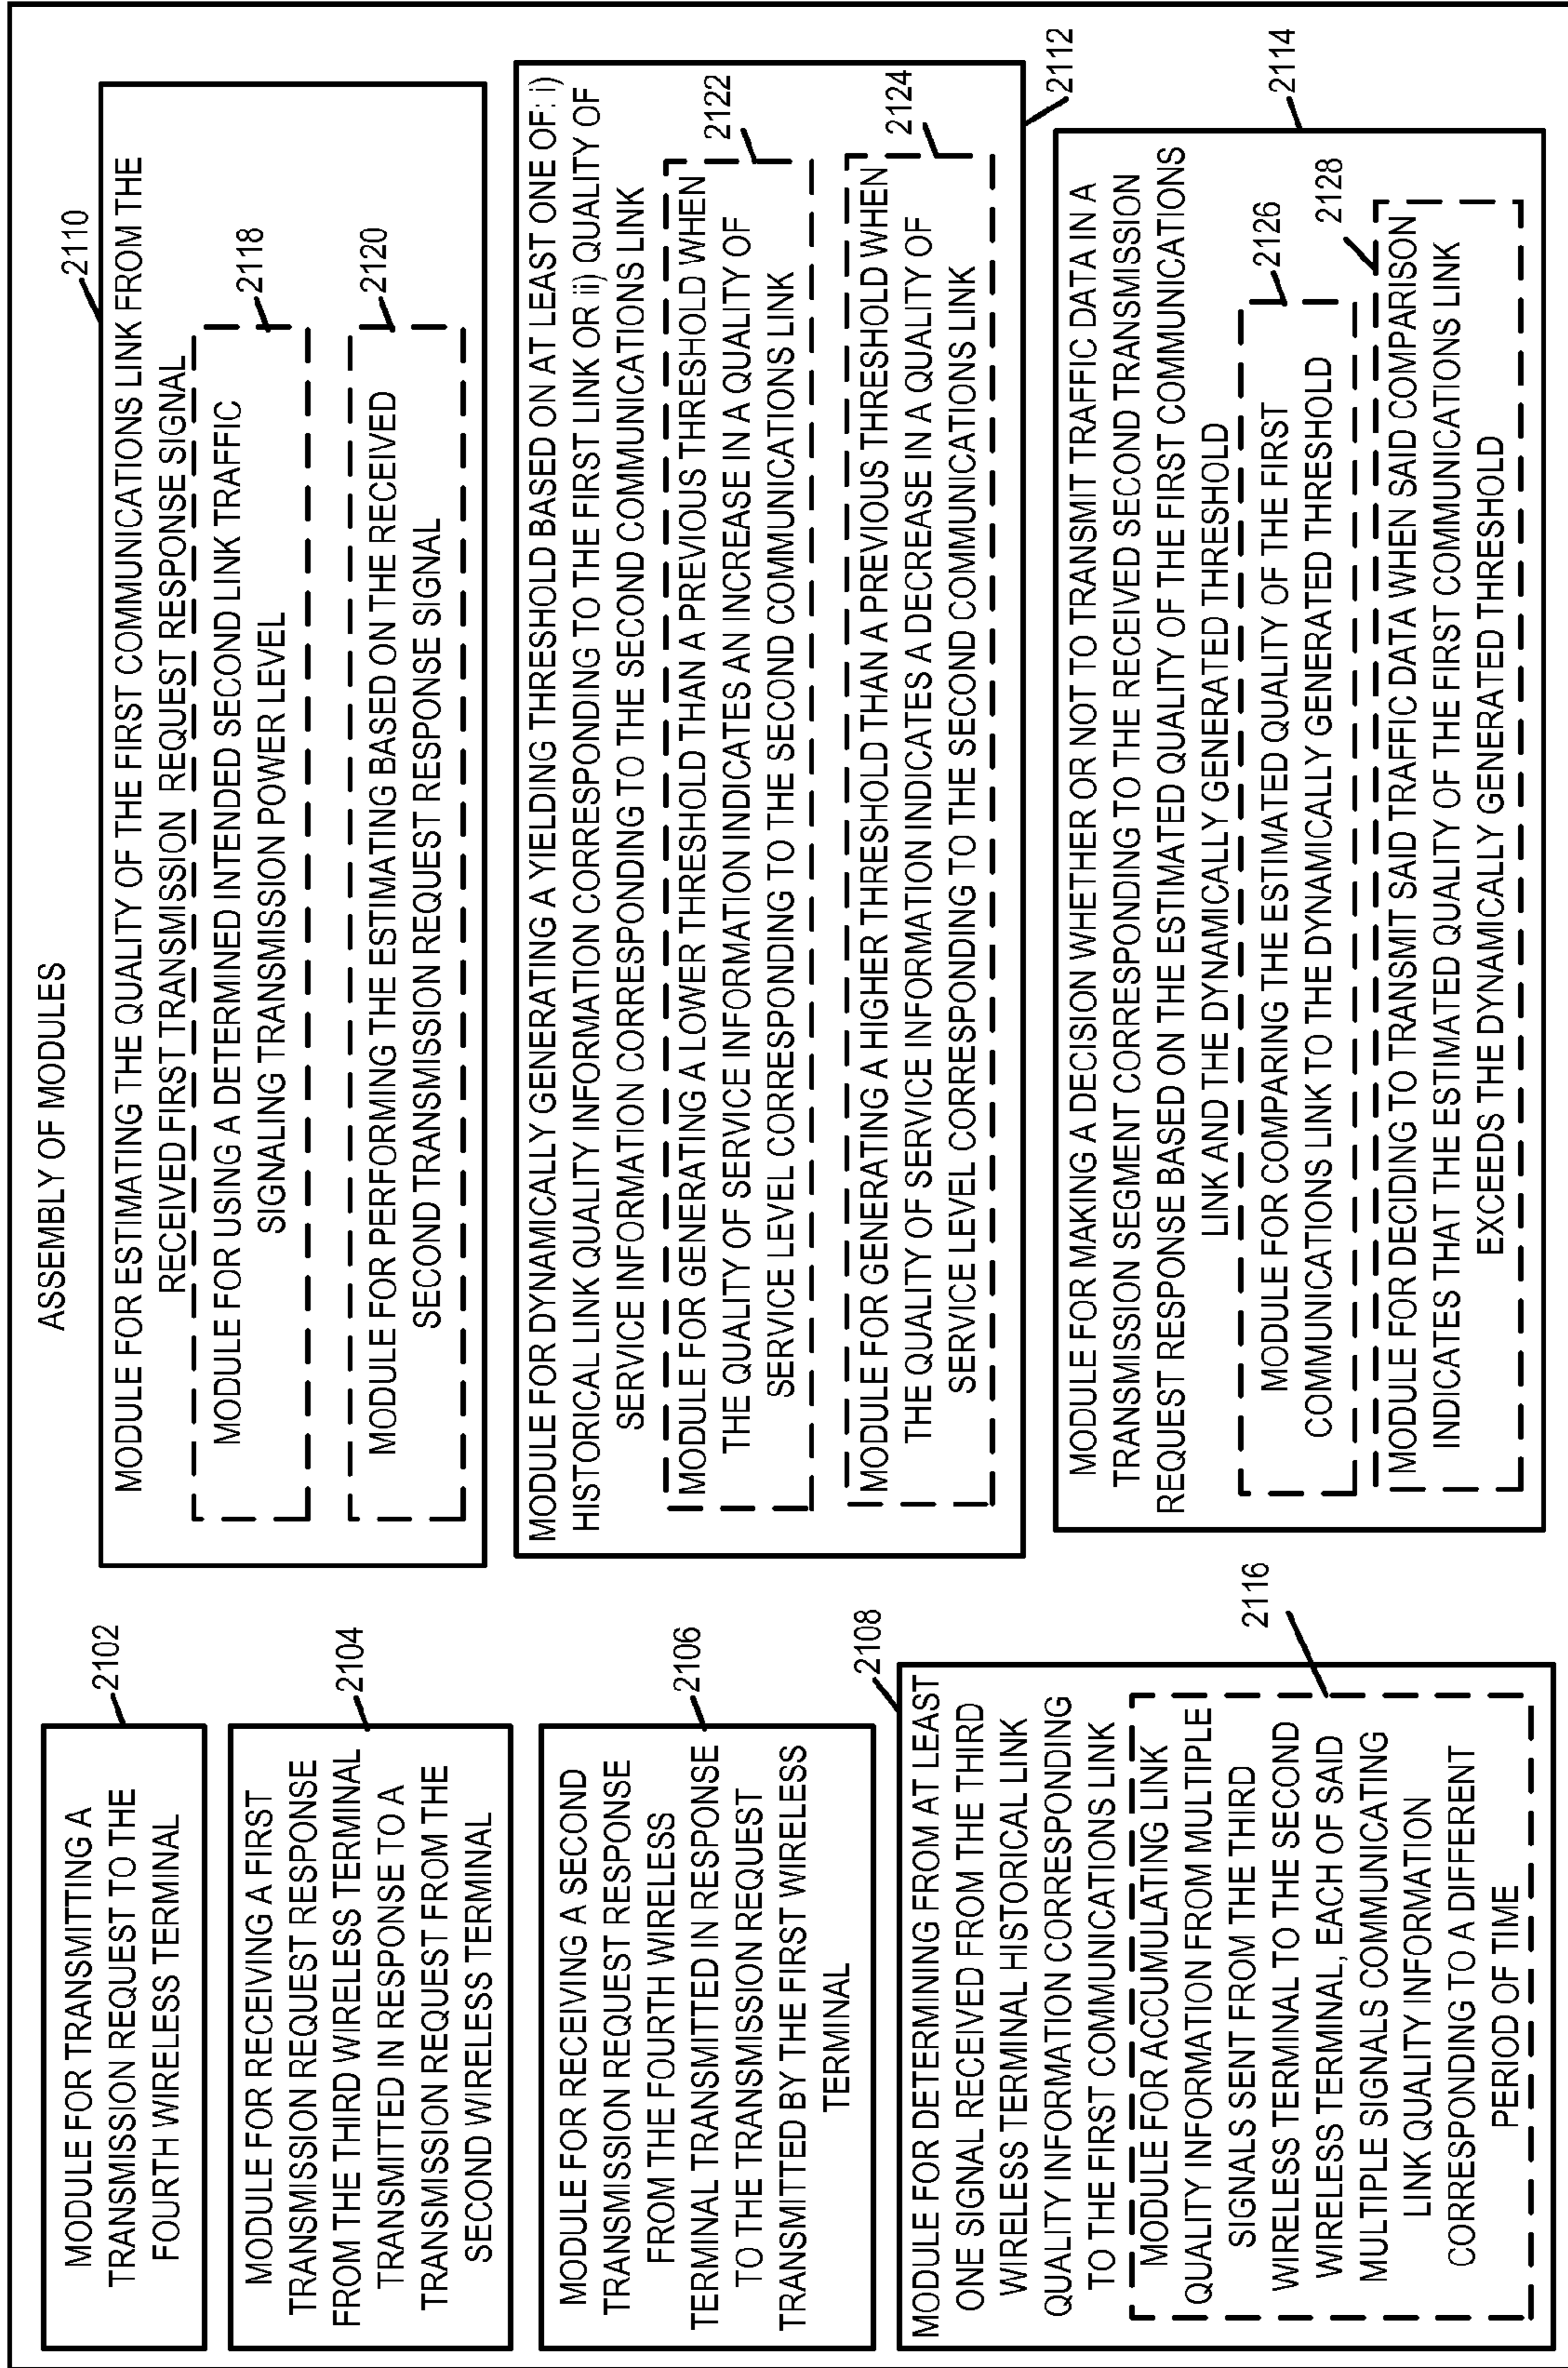 ASSEMBLY OF MODULES
MODULE FOR TRANSMITTING A
TRANSMISSION REQUEST TO THE
FOURTH WIRELESS TERMINAL
2102
MODULE FOR RECEIVING A FIRST
TRANSMISSION REQUEST RESPONSE
FROM THE THIRD WIRELESS TERMINAL
TRANSMITTED IN RESPONSE TO A
TRANSMISSION REQUEST FROM THE
SECOND WIRELESS TERMINAL
2104
MODULE FOR RECEIVING A SECOND
TRANSMISSION REQUEST RESPONSE
FROM THE FOURTH WIRELESS
TERMINAL TRANSMITTED IN RESPONSE
TO THE TRANSMISSION REQUEST
TRANSMITTED BY THE FIRST WIRELESS
TERMINAL
2106
2108
MODULE FOR DETERMINING FROM AT LEAST
ONE SIGNAL RECEIVED FROM THE THIRD
WIRELESS TERMINAL HISTORICAL LINK
QUALITY INFORMATION CORRESPONDING
TO THE FIRST COMMUNICATIONS LINK
MODULE FOR ACCUMULATING LINK
QUALITY INFORMATION FROM MULTIPLE
SIGNALS SENT FROM THE THIRD
WIRELESS TERMINAL TO THE SECOND
WIRELESS TERMINAL, EACH OF SAID
MULTIPLE SIGNALS COMMUNICATING
LINK QUALITY INFORMATION
CORRESPONDING TO A DIFFERENT
PERIOD OF TIME
2116
2110
MODULE FOR ESTIMATING THE QUALITY OF THE FIRST COMMUNICATIONS LINK FROM THE
RECEIVED FIRST TRANSMISSION REQUEST RESPONSE SIGNAL
MODULE FOR USING A DETERMINED INTENDED SECOND LINK TRAFFIC
SIGNALING TRANSMISSION POWER LEVEL
2118
MODULE FOR PERFORMING THE ESTIMATING BASED ON THE RECEIVED
SECOND TRANSMISSION REQUEST RESPONSE SIGNAL
2120
MODULE FOR DYNAMICALLY GENERATING A YIELDING THRESHOLD BASED ON AT LEAST ONE OF: i)
HISTORICAL LINK QUALITY INFORMATION CORRESPONDING TO THE FIRST LINK OR ii) QUALITY OF
SERVICE INFORMATION CORRESPONDING TO THE SECOND COMMUNICATIONS LINK
MODULE FOR GENERATING A LOWER THRESHOLD THAN A PREVIOUS THRESHOLD WHEN
THE QUALITY OF SERVICE INFORMATION INDICATES AN INCREASE IN A QUALITY OF
SERVICE LEVEL CORRESPONDING TO THE SECOND COMMUNICATIONS LINK
2122
MODULE FOR GENERATING A HIGHER THRESHOLD THAN A PREVIOUS THRESHOLD WHEN
THE QUALITY OF SERVICE INFORMATION INDICATES A DECREASE IN A QUALITY OF
SERVICE LEVEL CORRESPONDING TO THE SECOND COMMUNICATIONS LINK
2124
2112
MODULE FOR MAKING A DECISION WHETHER OR NOT TO TRANSMIT TRAFFIC DATA IN A
TRANSMISSION SEGMENT CORRESPONDING TO THE RECEIVED SECOND TRANSMISSION
REQUEST RESPONSE BASED ON THE ESTIMATED QUALITY OF THE FIRST COMMUNICATIONS
LINK AND THE DYNAMICALLY GENERATED THRESHOLD
2114
MODULE FOR COMPARING THE ESTIMATED QUALITY OF THE FIRST
COMMUNICATIONS LINK TO THE DYNAMICALLY GENERATED THRESHOLD
2126
2128
MODULE FOR DECIDING TO TRANSMIT SAID TRAFFIC DATA WHEN SAID COMPARISON
INDICATES THAT THE ESTIMATED QUALITY OF THE FIRST COMMUNICATIONS LINK
EXCEEDS THE DYNAMICALLY GENERATED THRESHOLD